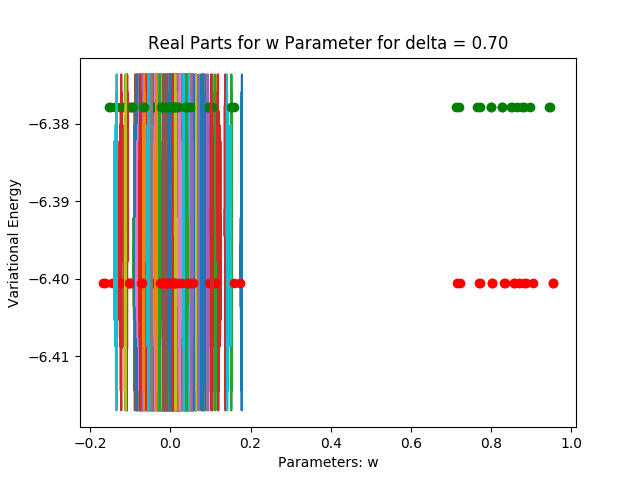 Real Parts for w Parameter for delta = 0.70
Variational Energy
−6.38
−6.39
−6.40
−6.41
−0.2 0.0 0.2 0.4 0.6 0.8 1.0
Parameters: w